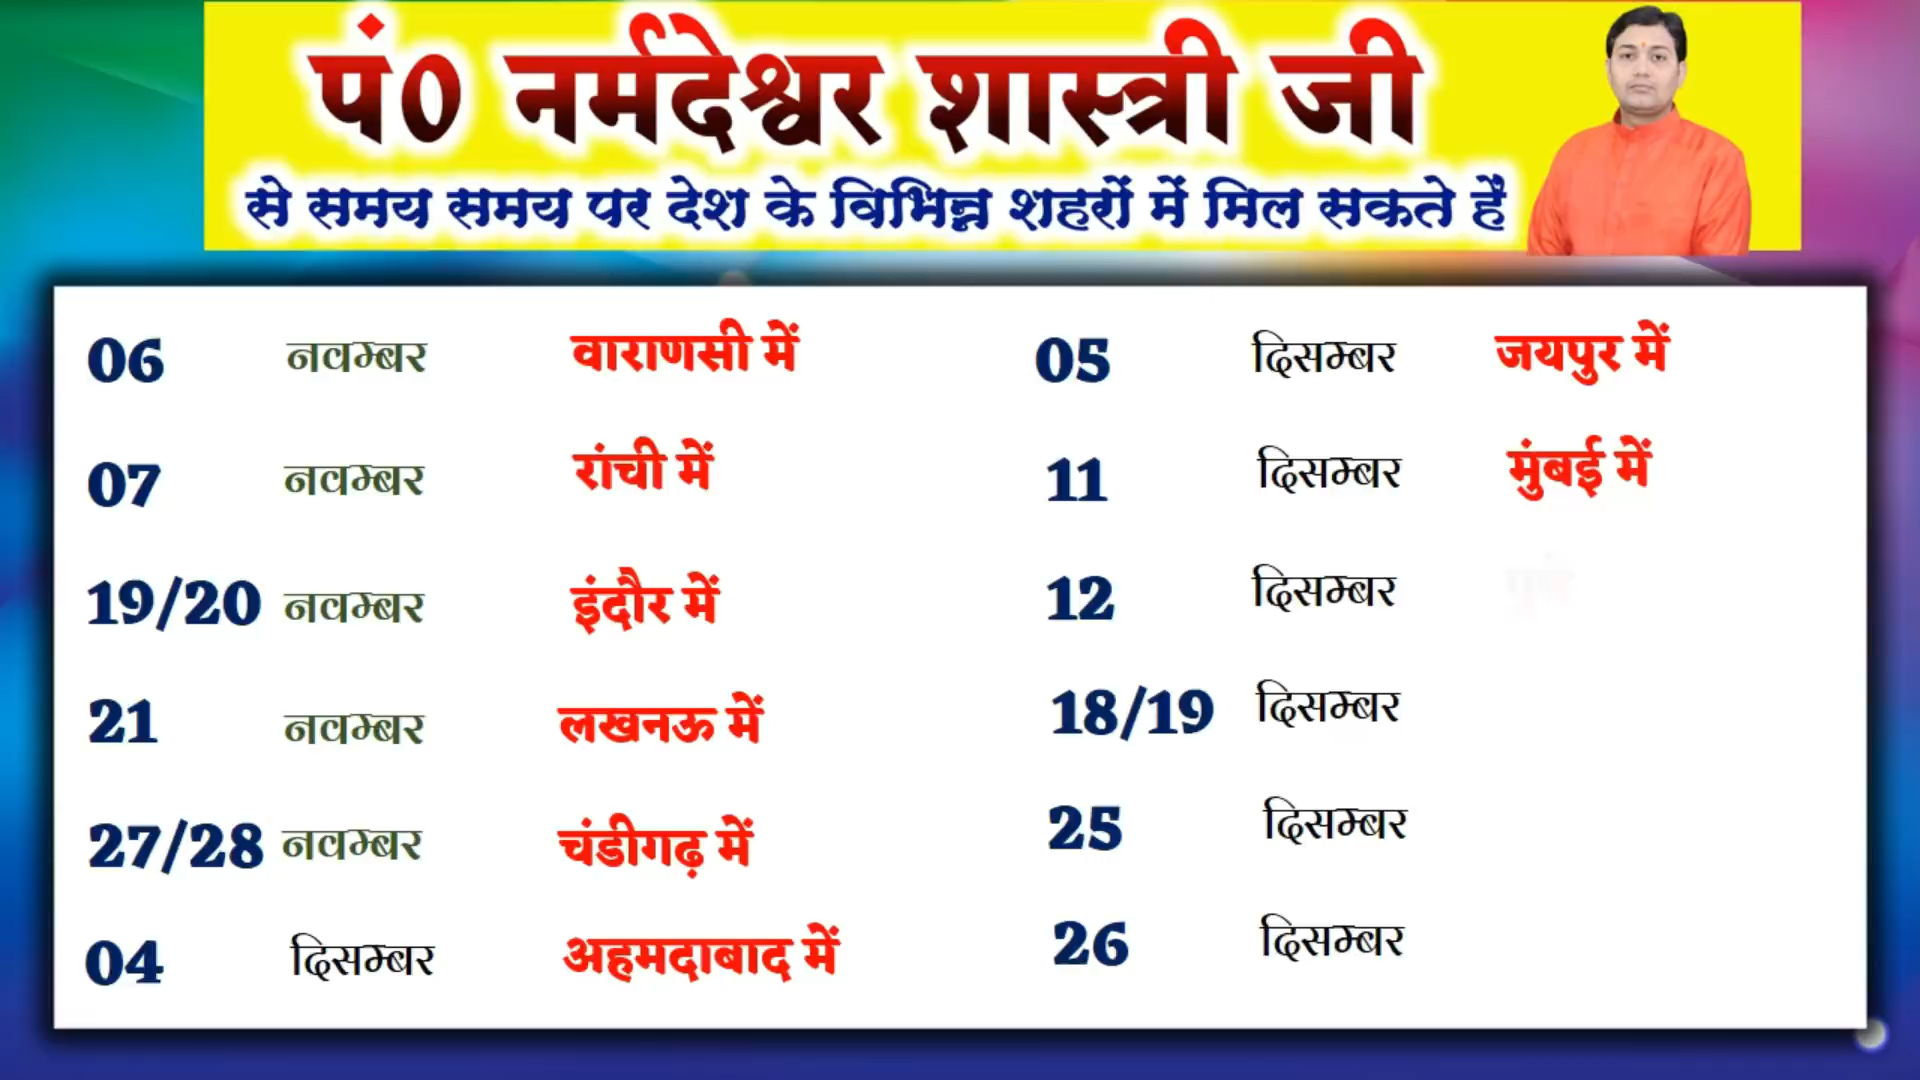 पं0 नर्मदेश्वर शास्त्री जी
से समय समय पर देश के विभिन्न शहरों में मिल सकते हैं
06 नवम्बर वाराणसी में
07 नवम्बर रांची में
19/20 नवम्बर इंदौर में
21 नवम्बर लखनऊ में
27/28 नवम्बर चंडीगढ़ में
04 दिसम्बर अहमदाबाद में
05 दिसम्बर जयपुर में
11 दिसम्बर मुंबई में
12 दिसम्बर
18/19 दिसम्बर
25 दिसम्बर
26 दिसम्बर